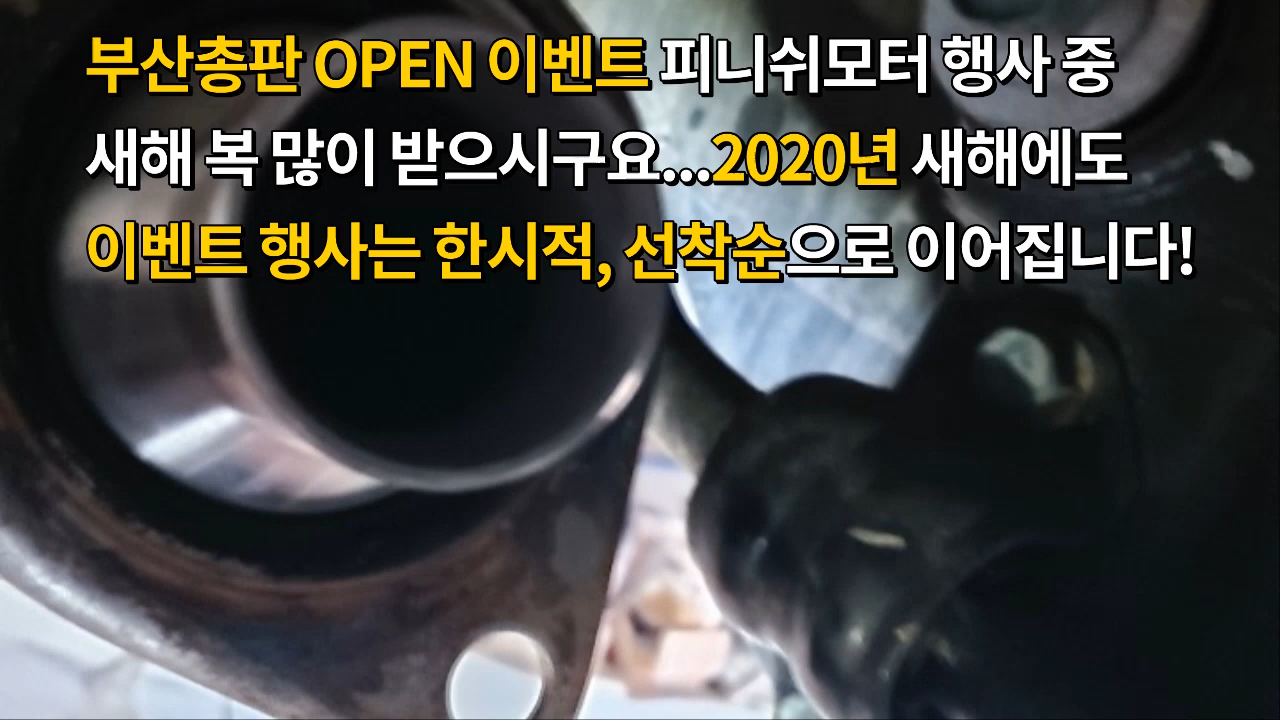 부산총판 OPEN 이벤트 피니쉬모터 행사 중
새해 복 많이 받으시구요...2020년 새해에도
이벤트 행사는 한시적, 선착순으로 이어집니다!